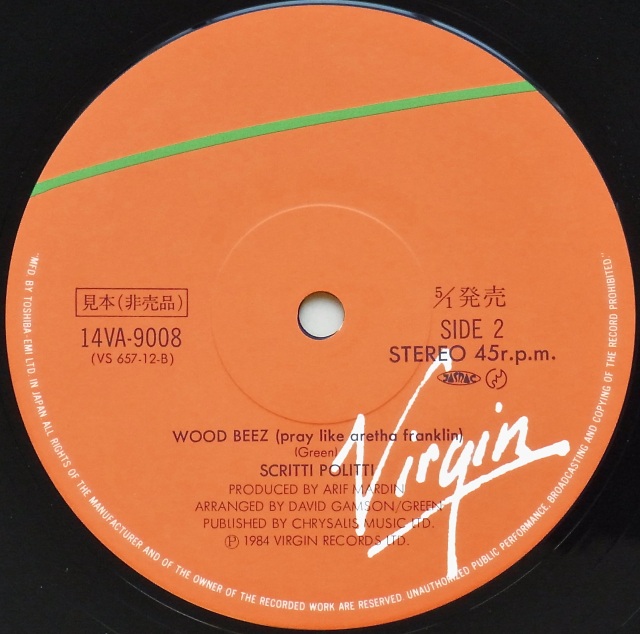 見本(非売品)
14VA-9008
(VS 657-12-B)
5/1発売
SIDE 2
STEREO 45r.p.m.
JASRAC
WOOD BEEZ (pray like aretha franklin)
(Green)
SCRITTI POLITTI
PRODUCED BY ARIF MARDIN
ARRANGED BY DAVID GAMSON/GREEN
PUBLISHED BY CHRYSALIS MUSIC LTD.
Ⓟ 1984 VIRGIN RECORDS LTD.
Virgin
"MFD. BY TOSHIBA EMI LTD. IN JAPAN ALL RIGHTS OF THE MANUFACTURER AND OF THE OWNER OF THE RECORDED WORK ARE RESERVED. UNAUTHORIZED PUBLIC PERFORMANCE, BROADCASTING AND COPYING OF THE RECORD PROHIBITED."